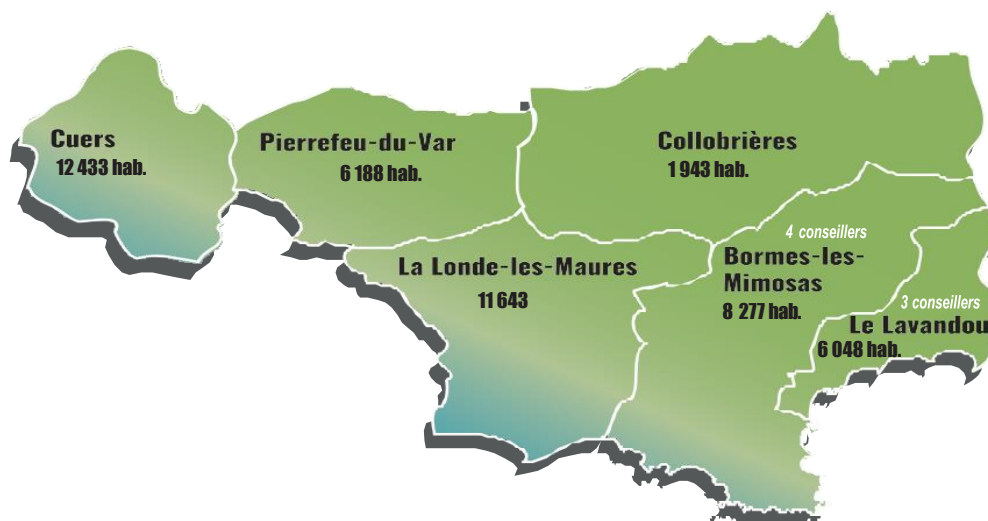 Cuers
12 433 hab.
Pierrefeu-du-Var
6 188 hab.
Collobrières
1 943 hab.
La Londe-les-Maures
11 643
4 conseillers
Bormes-les-
Mimosas
8 277 hab.
3 conseillers
Le Lavandou
6 048 hab.